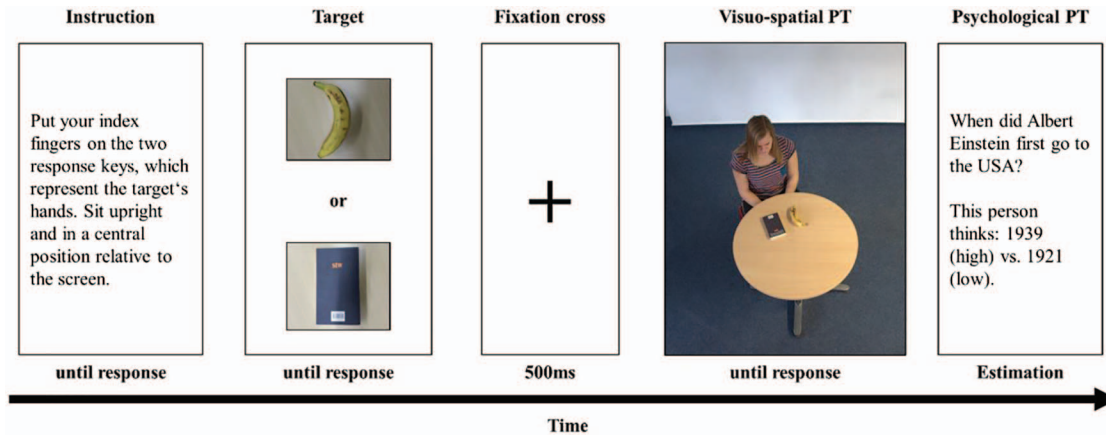 Instruction
Target
Fixation cross
Visuo-spatial PT
Psychological PT
Put your index
fingers on the two
response keys, which
represent the target‘s
hands. Sit upright
and in a central
position relative to
the screen.
or
When did Albert
Einstein first go to
the USA?
This person
thinks: 1939
(high) vs. 1921
(low).
until response
until response
500ms
until response
Estimation
Time